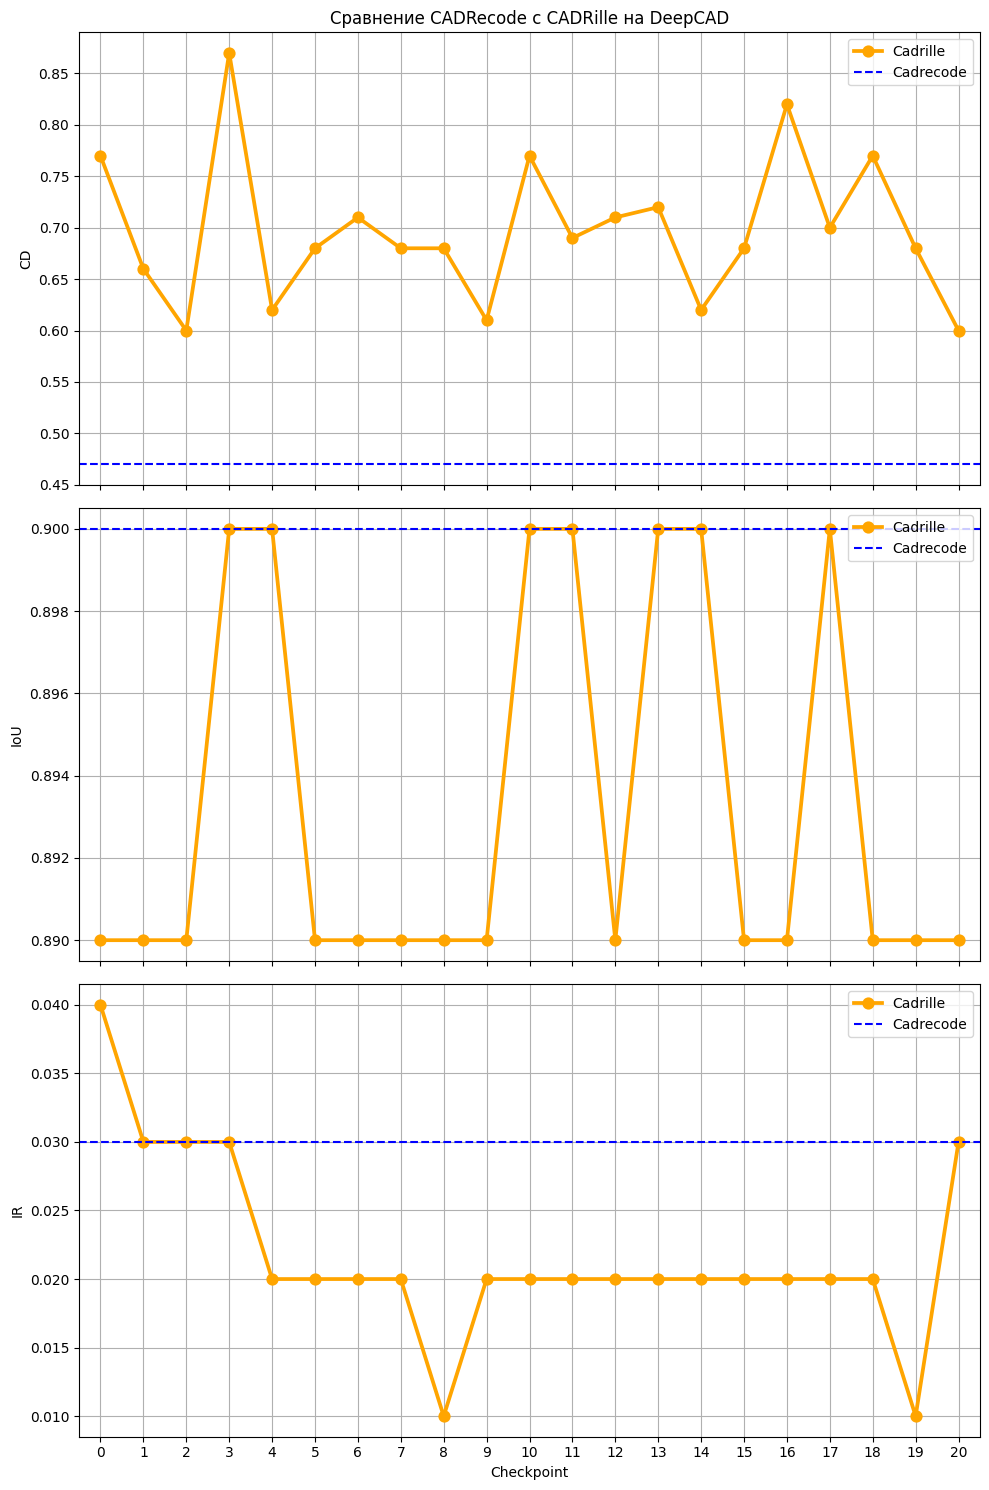 Сравнение CADRecode с CADRille на DeepCAD
Cadrille
Cadrecode
0.85
0.80
0.75
0.70
0.65
0.60
0.55
0.50
0.45
CD
Cadrille
Cadrecode
0.900
0.898
0.896
0.894
0.892
0.890
IoU
Cadrille
Cadrecode
0.040
0.035
0.030
0.025
0.020
0.015
0.010
IR
0 1 2 3 4 5 6 7 8 9 10 11 12 13 14 15 16 17 18 19 20
Checkpoint